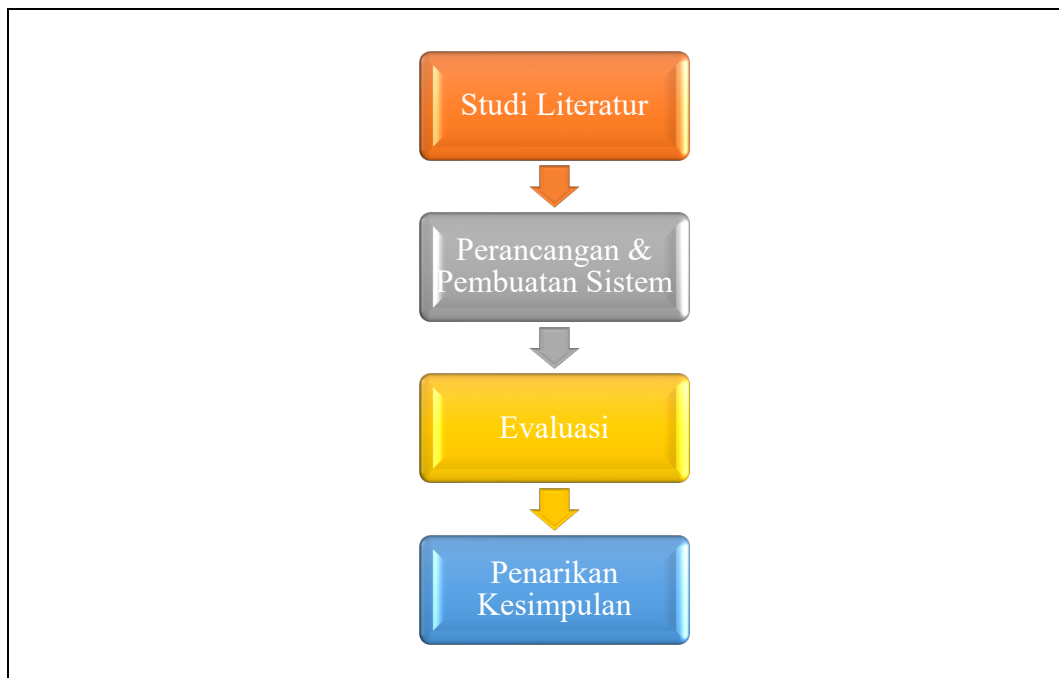 Studi Literatur
Perancangan &
Pembuatan Sistem
Evaluasi
Penarikan
Kesimpulan